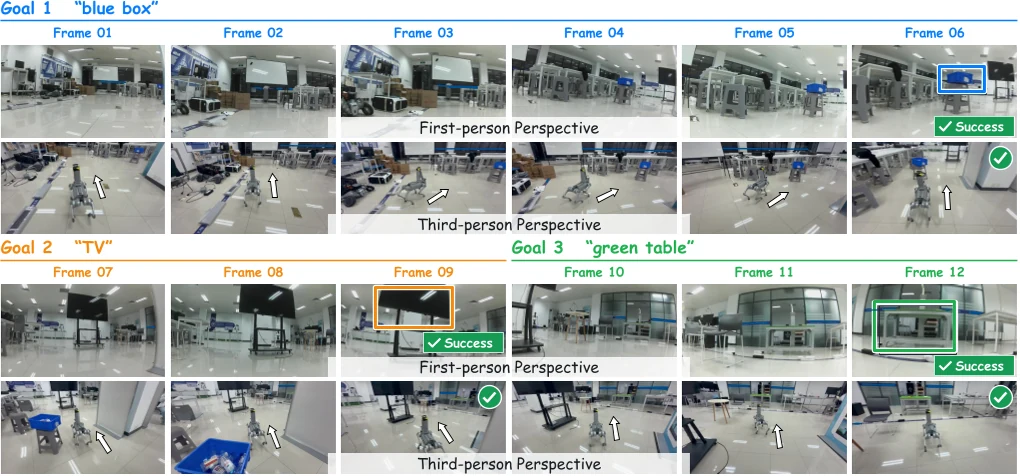 Goal 1 “blue box”
Frame 01 Frame 02 Frame 03 Frame 04 Frame 05 Frame 06
First-person Perspective
Success
Third-person Perspective
Goal 2 “TV”
Goal 3 “green table”
Frame 07 Frame 08 Frame 09 Frame 10 Frame 11 Frame 12
Success
First-person Perspective
Success
Third-person Perspective